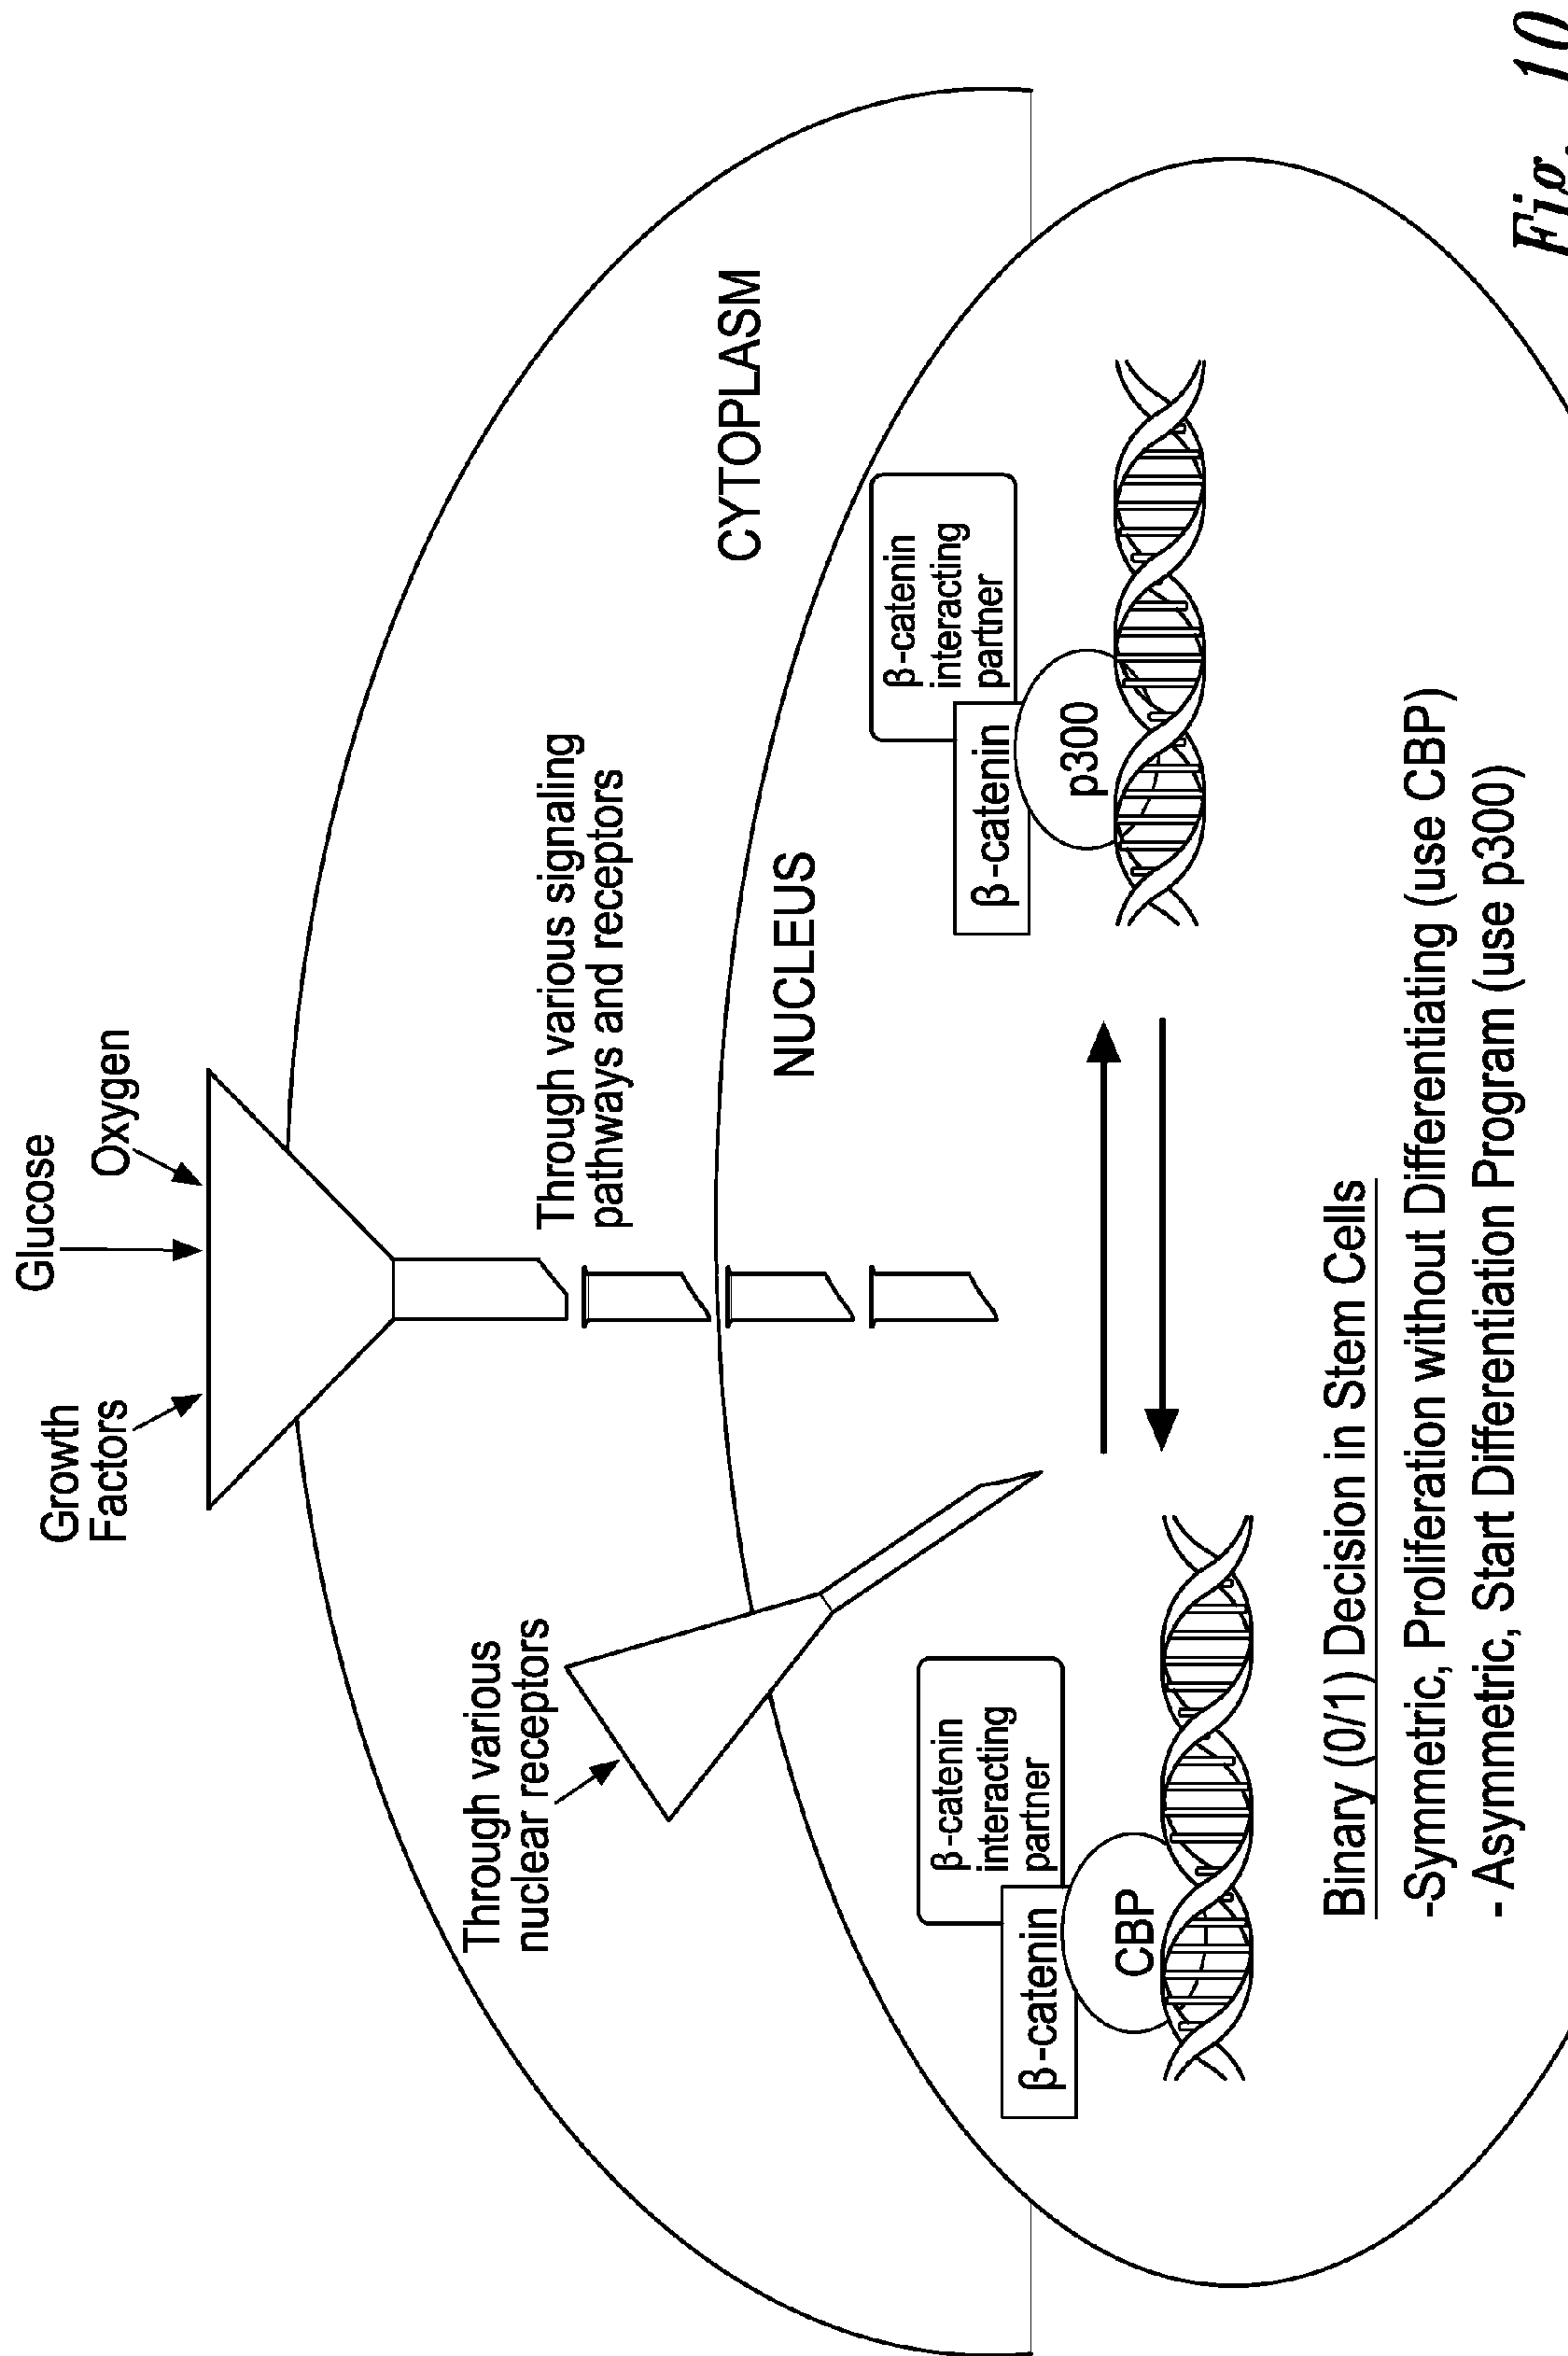 Growth
Factors
Glucose
Oxygen
Through various signaling
pathways and receptors
Through various
nuclear receptors
CYTOPLASM
NUCLEUS
β-catenin
interacting
partner
β-catenin
CBP
β-catenin
interacting
partner
β-catenin
p300
Binary (0/1) Decision in Stem Cells
-Symmetric, Proliferation without Differentiating (use CBP)
- Asymmetric, Start Differentiation Program (use p300)
Fig. 10